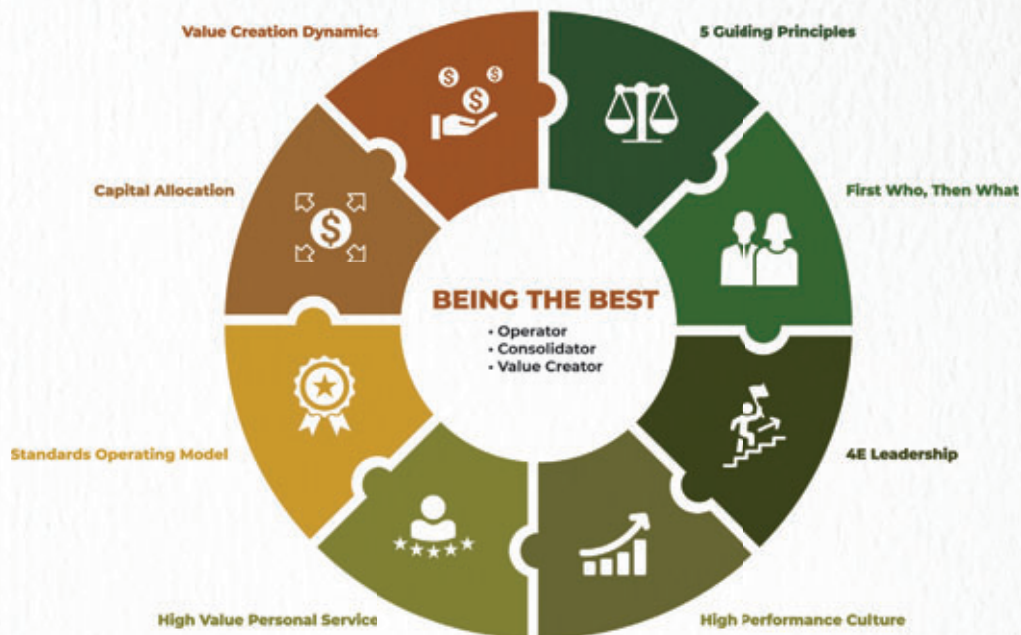 Value Creation Dynamics
5 Guiding Principles
Capital Allocation
First Who, Then What
BEING THE BEST
• Operator
• Consolidator
• Value Creator
Standards Operating Model
4E Leadership
High Value Personal Service
High Performance Culture